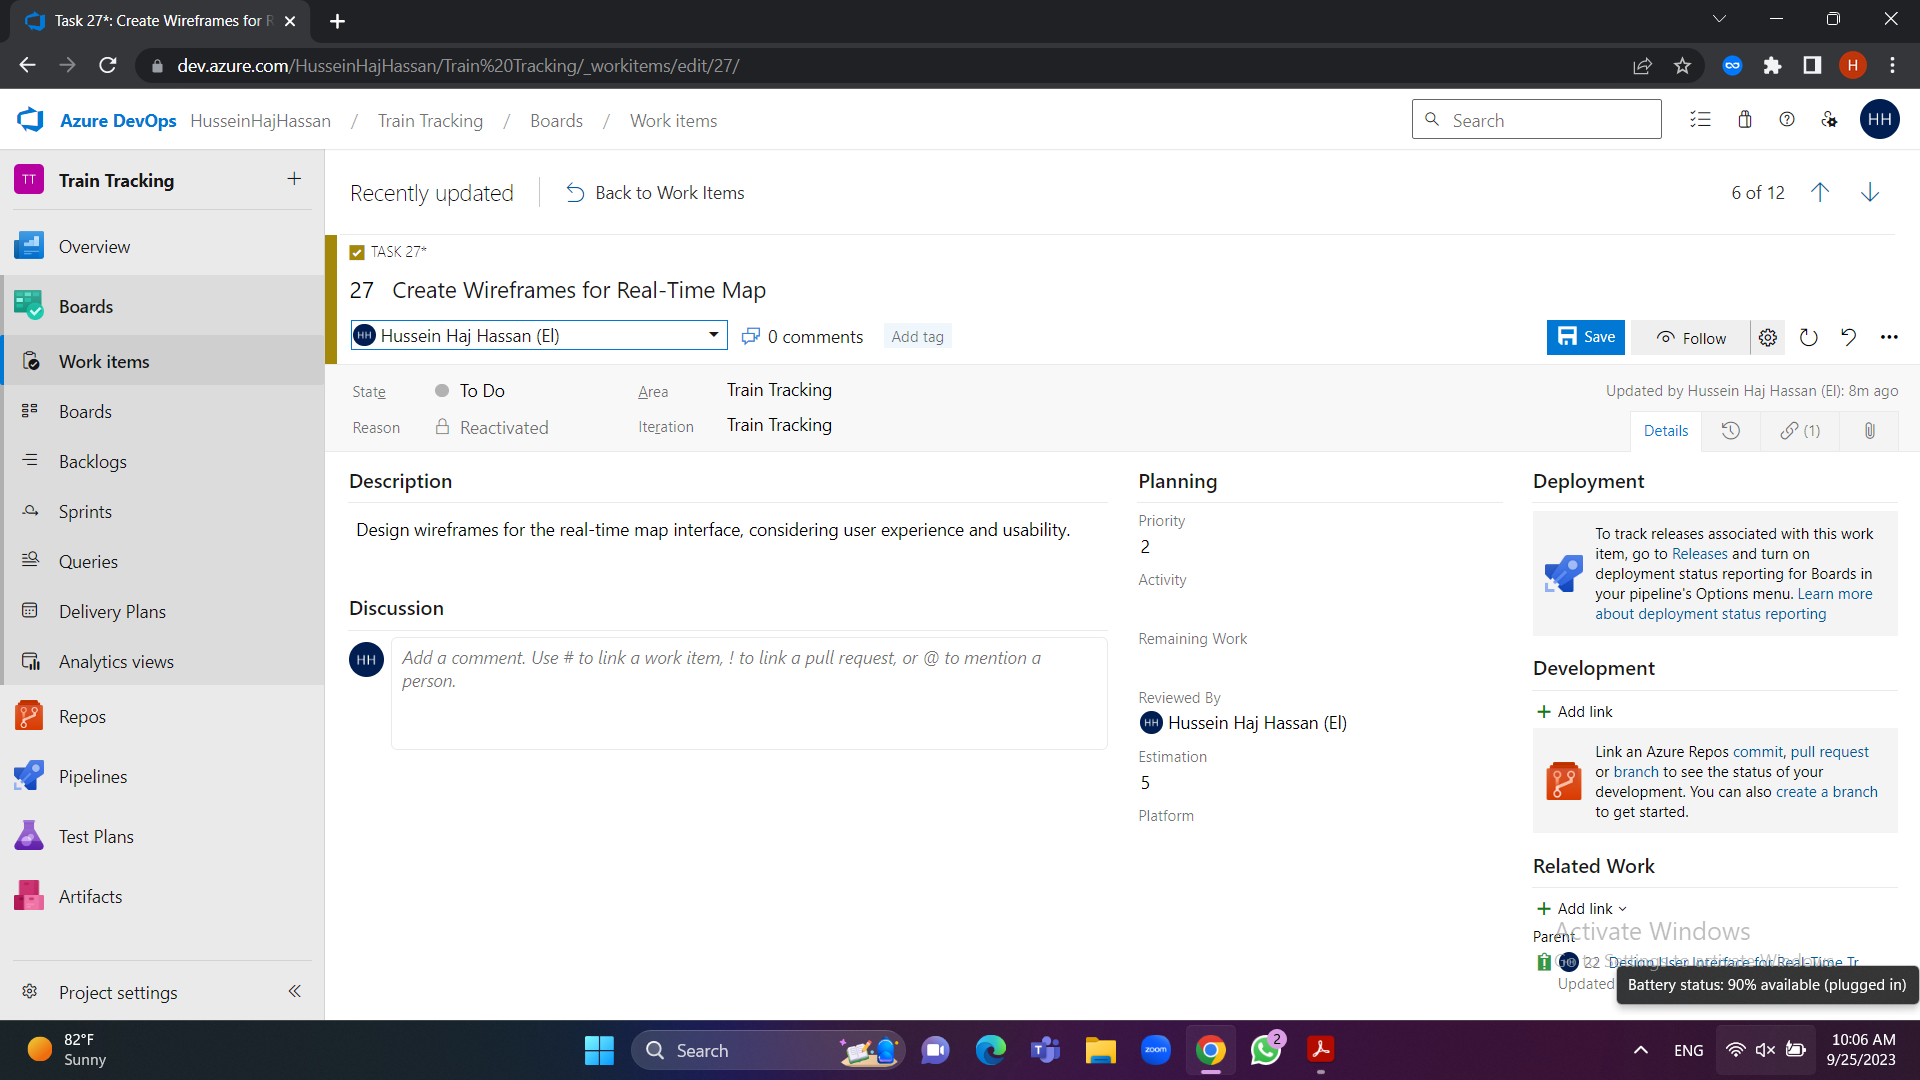 Task 27*: Create Wireframes for R
dev.azure.com/HusseinHajHassan/Train%20Tracking/_workitems/edit/27/
H
Azure DevOps HusseinHajHassan / Train Tracking / Boards / Work items
Search
HH
TT Train Tracking
Overview
Boards
Work items
Boards
Backlogs
Sprints
Queries
Delivery Plans
Analytics views
Repos
Pipelines
Test Plans
Artifacts
Project settings
Recently updated
Back to Work Items
6 of 12
TASK 27*
27 Create Wireframes for Real-Time Map
HH Hussein Haj Hassan (El)
0 comments
Add tag
Save
Follow
State To Do
Area Train Tracking
Updated by Hussein Haj Hassan (El): 8m ago
Reason Reactivated
Iteration Train Tracking
Details
(1)
Description
Design wireframes for the real-time map interface, considering user experience and usability.
Discussion
HH
Add a comment. Use # to link a work item, ! to link a pull request, or @ to mention a
person.
Planning
Priority
2
Activity
Remaining Work
Reviewed By
HH Hussein Haj Hassan (El)
Estimation
5
Platform
Deployment
To track releases associated with this work
item, go to Releases and turn on
deployment status reporting for Boards in
your pipeline's Options menu. Learn more
about deployment status reporting
Development
Add link
Link an Azure Repos commit, pull request
or branch to see the status of your
development. You can also create a branch
to get started.
Related Work
Add link
Activate Windows
Parent
22 Design User Interface for Real-Time Tr
Go to Settings to activate Windows.
Updated
Battery status: 90% available (plugged in)
82°F
Sunny
Search
zoom
2
ENG
10:06 AM
9/25/2023